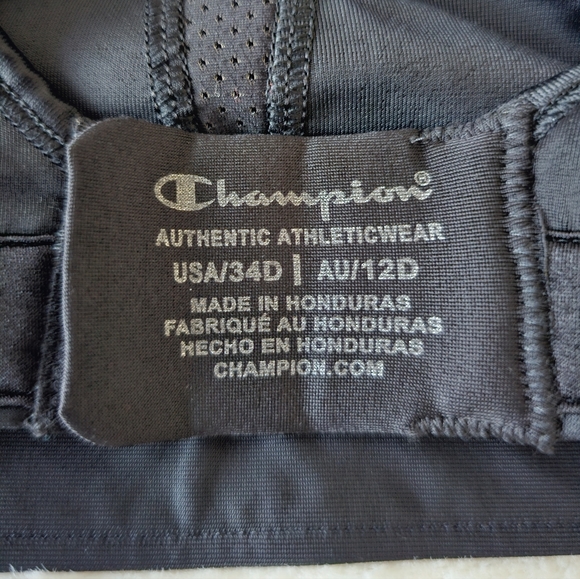 Champion®
AUTHENTIC ATHLETICWEAR
USA/34D | AU/12D
MADE IN HONDURAS
FABRIQUÉ AU HONDURAS
HECHO EN HONDURAS
CHAMPION.COM